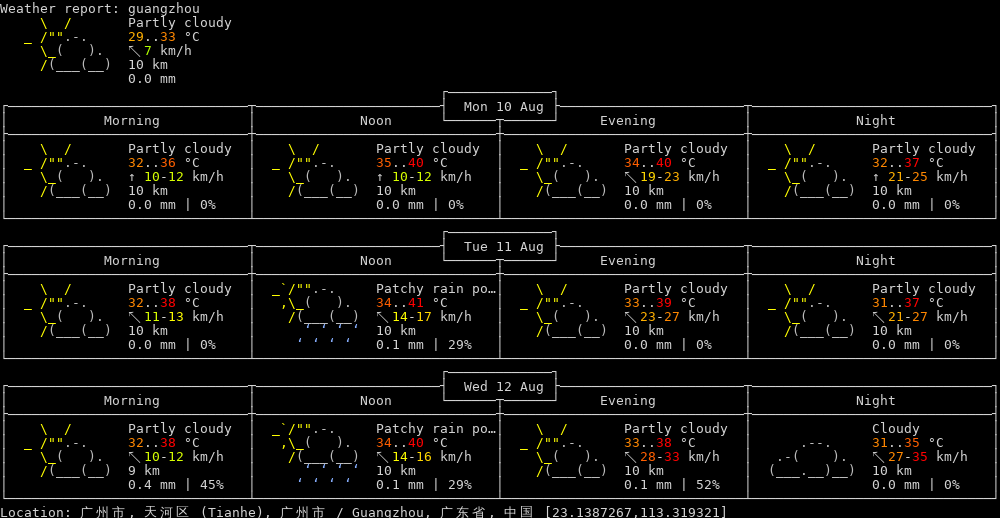 Weather report: guangzhou
Partly cloudy
29..33 °C
↖ 7 km/h
10 km
0.0 mm
Mon 10 Aug
Morning Noon Evening Night
Partly cloudy Partly cloudy Partly cloudy Partly cloudy
32..36 °C 35..40 °C 34..40 °C 32..37 °C
↑ 10-12 km/h ↑ 10-12 km/h ↖ 19-23 km/h ↑ 21-25 km/h
10 km 10 km 10 km 10 km
0.0 mm | 0% 0.0 mm | 0% 0.0 mm | 0% 0.0 mm | 0%
Tue 11 Aug
Morning Noon Evening Night
Partly cloudy Patchy rain po… Partly cloudy Partly cloudy
32..38 °C 34..41 °C 33..39 °C 31..37 °C
↖ 11-13 km/h ↖ 14-17 km/h ↖ 23-27 km/h ↖ 21-27 km/h
10 km 10 km 10 km 10 km
0.0 mm | 0% 0.1 mm | 29% 0.0 mm | 0% 0.0 mm | 0%
Wed 12 Aug
Morning Noon Evening Night
Partly cloudy Patchy rain po… Partly cloudy Cloudy
32..38 °C 34..40 °C 33..38 °C 31..35 °C
↖ 10-12 km/h ↖ 14-16 km/h ↖ 28-33 km/h ↖ 27-35 km/h
9 km 10 km 10 km 10 km
0.4 mm | 45% 0.1 mm | 29% 0.1 mm | 52% 0.0 mm | 0%
Location: 广州市, 天河区 (Tianhe), 广州市 / Guangzhou, 广东省, 中国 [23.1387267,113.319321]